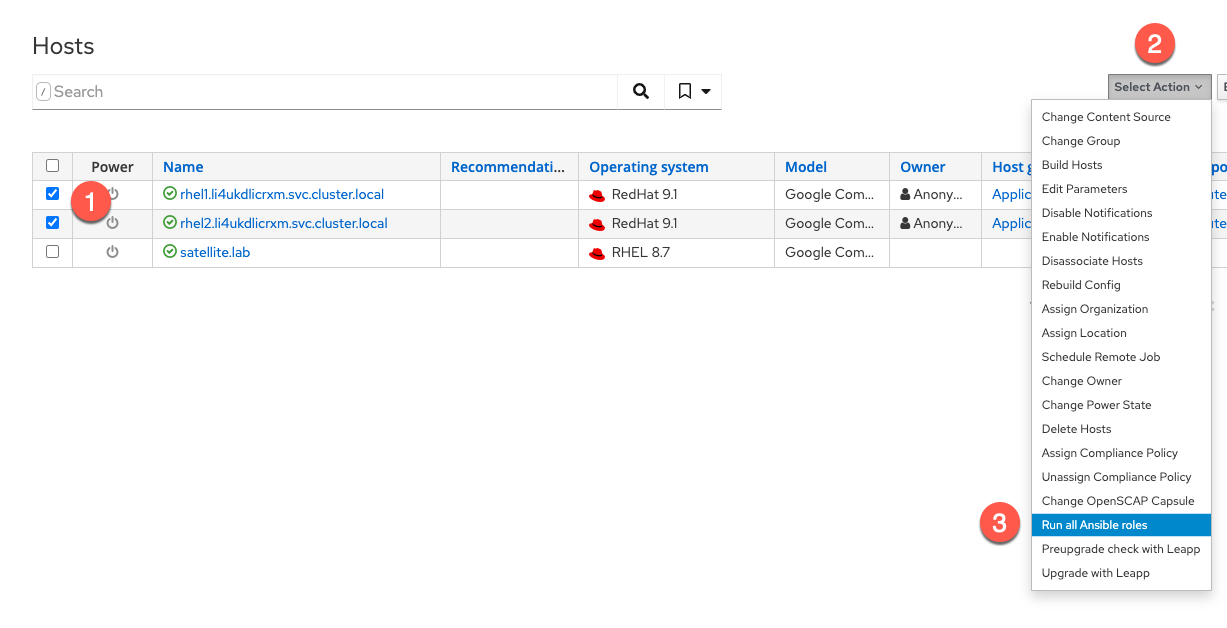 Hosts
2
/ Search
Select Action
Power Name Recommendati... Operating system Model Owner Host g
1
rhel1.li4ukdlicrxm.svc.cluster.local RedHat 9.1 Google Com... Anony... Applic
rhel2.li4ukdlicrxm.svc.cluster.local RedHat 9.1 Google Com... Anony... Applic
satellite.lab RHEL 8.7 Google Com...
Change Content Source
Change Group
Build Hosts
Edit Parameters
Disable Notifications
Enable Notifications
Disassociate Hosts
Rebuild Config
Assign Organization
Assign Location
Schedule Remote Job
Change Owner
Change Power State
Delete Hosts
Assign Compliance Policy
Unassign Compliance Policy
Change OpenSCAP Capsule
3
Run all Ansible roles
Preupgrade check with Leapp
Upgrade with Leapp